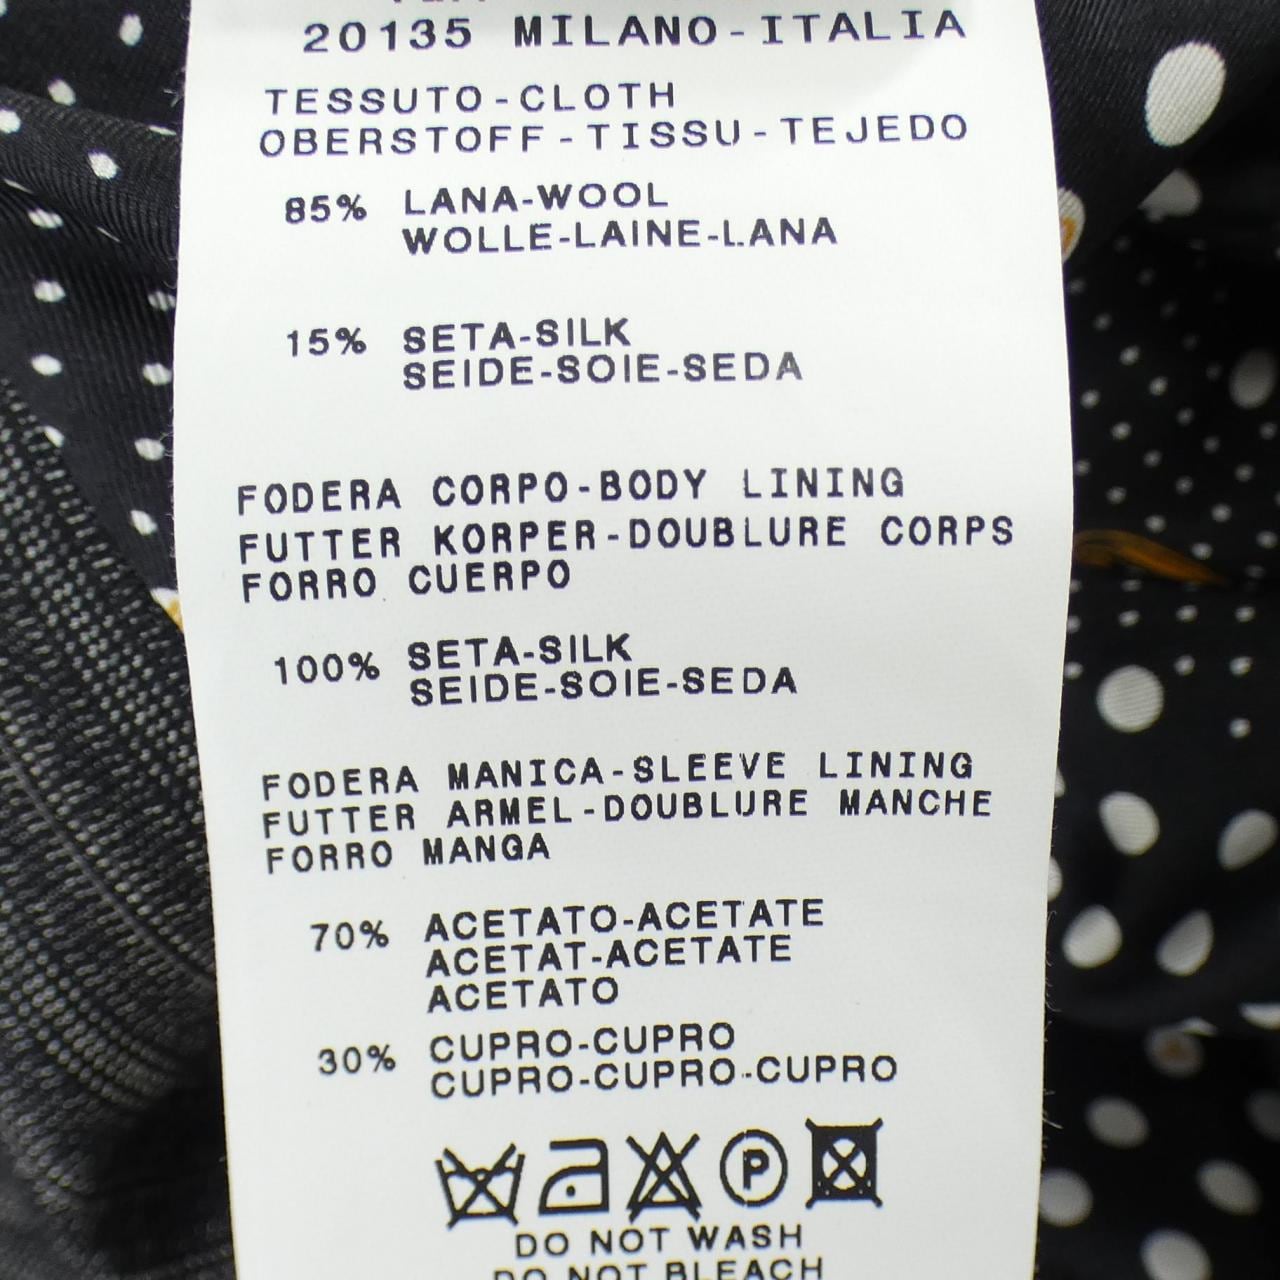 20135 MILANO-ITALIA
TESSUTO-CLOTH
OBERSTOFF-TISSU-TEJEDO
85% LANA-WOOL
WOLLE-LAINE-LANA
15% SETA-SILK
SEIDE-SOIE-SEDA
FODERA CORPO-BODY LINING
FUTTER KORPER-DOUBLURE CORPS
FORRO CUERPO
100% SETA-SILK
SEIDE-SOIE-SEDA
FODERA MANICA-SLEEVE LINING
FUTTER ARMEL-DOUBLURE MANCHE
FORRO MANGA
70% ACETATO-ACETATE
ACETAT-ACETATE
ACETATO
30% CUPRO-CUPRO
CUPRO-CUPRO-CUPRO
P
DO NOT WASH
DO NOT BLEACH